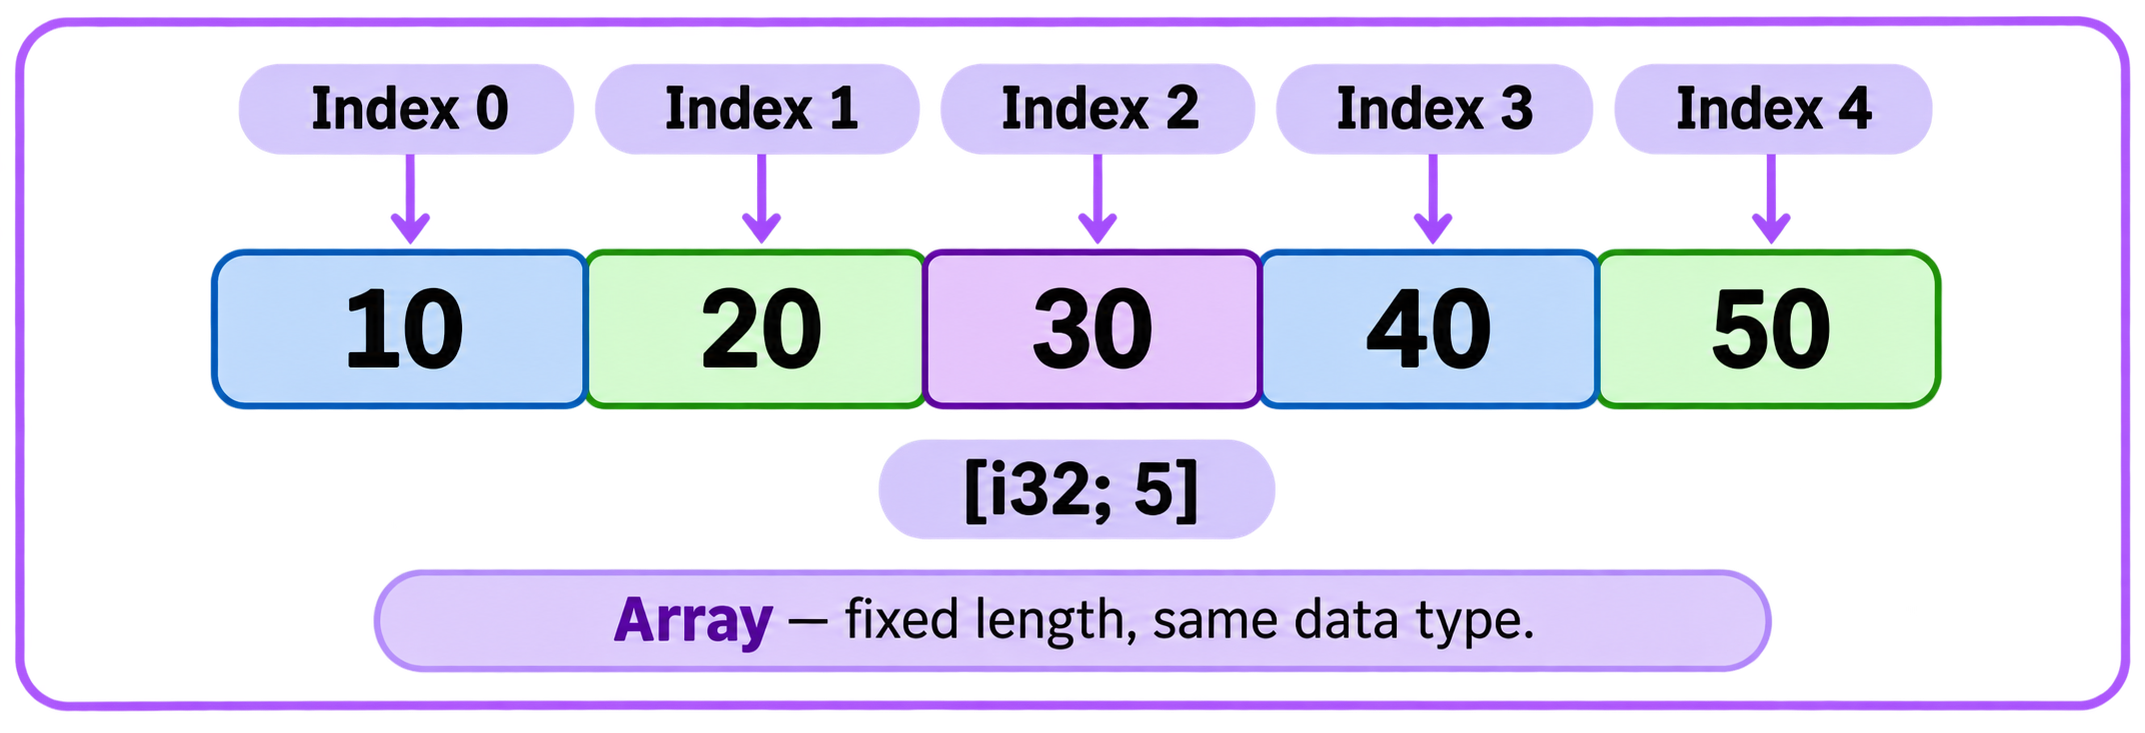 Index 0 Index 1 Index 2 Index 3 Index 4
10 20 30 40 50
[i32; 5]
Array — fixed length, same data type.